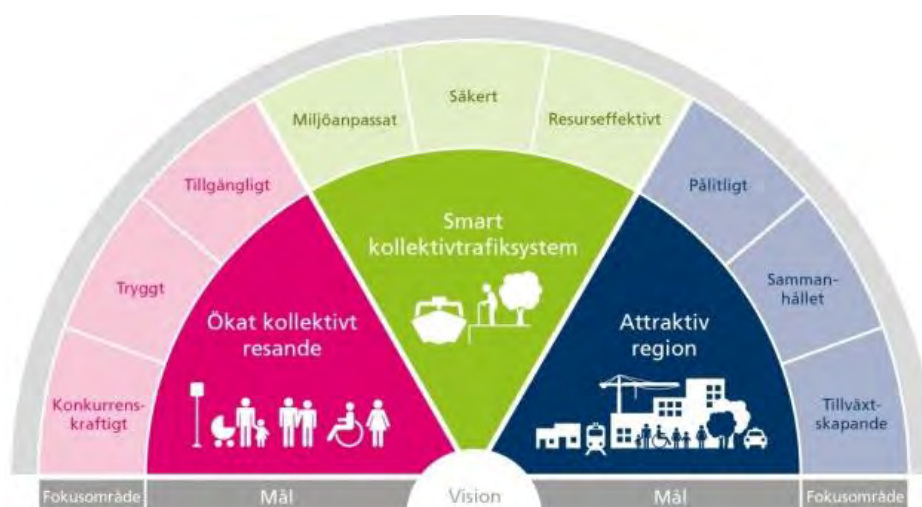 Miljöanpassat
Säkert
Resurseffektivt
Tillgängligt
Pålitligt
Smart
kollektivtrafiksystem
Tryggt
Samman-
hållet
Ökat kollektivt
resande
Attraktiv
region
Konkurrens-
kraftigt
Tillväxt-
skapande
Fokusområde
Mål
Vision
Mål
Fokusområde